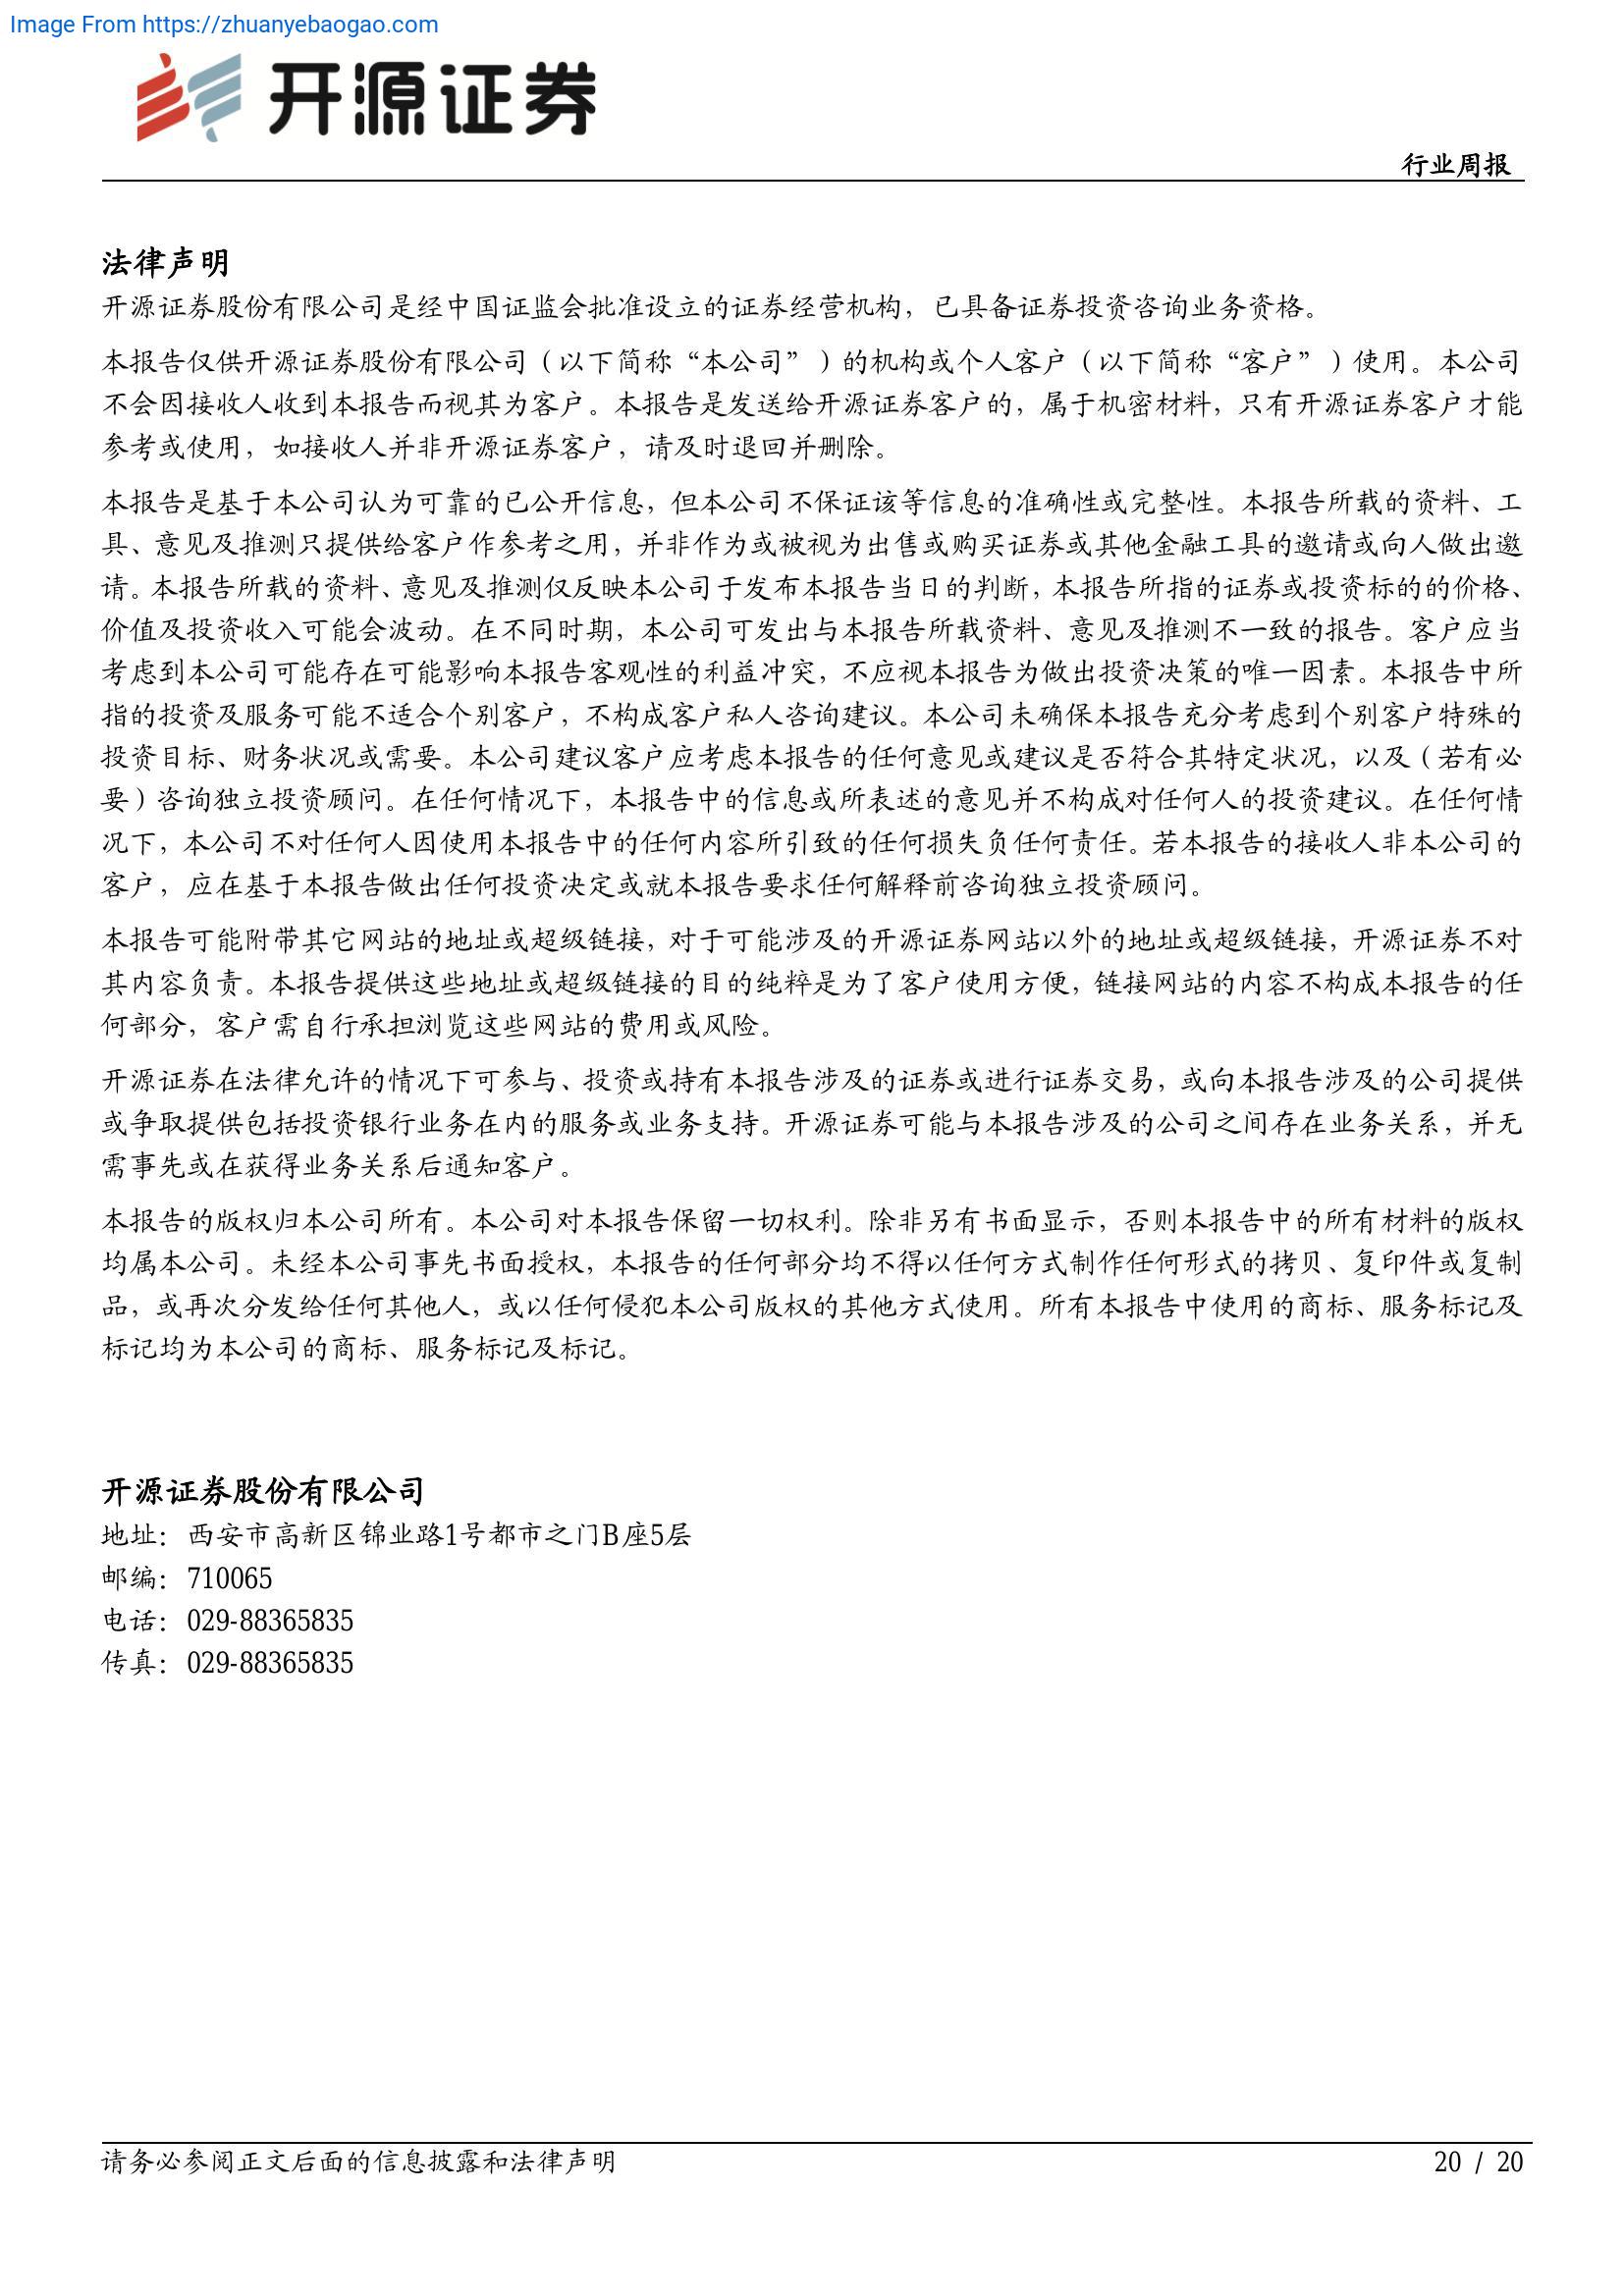 Image From https://zhuanyebaogao.com
开源证券
行业周报
法律声明
开源证券股份有限公司是经中国证监会批准设立的证券经营机构，已具备证券投资咨询业务资格。
本报告仅供开源证券股份有限公司（以下简称“本公司”）的机构或个人客户（以下简称“客户”）使用。本公司
不会因接收人收到本报告而视其为客户。本报告是发送给开源证券客户的，属于机密材料，只有开源证券客户才能
参考或使用，如接收人并非开源证券客户，请及时退回并删除。
本报告是基于本公司认为可靠的已公开信息，但本公司不保证该等信息的准确性或完整性。本报告所载的资料、工
具、意见及推测只提供给客户作参考之用，并非作为或被视为出售或购买证券或其他金融工具的邀请或向人做出邀
请。本报告所载的资料、意见及推测仅反映本公司于发布本报告当日的判断，本报告所指的证券或投资标的的价格、
价值及投资收入可能会波动。在不同时期，本公司可发出与本报告所载资料、意见及推测不一致的报告。客户应当
考虑到本公司可能存在可能影响本报告客观性的利益冲突，不应视本报告为做出投资决策的唯一因素。本报告中所
指的投资及服务可能不适合个别客户，不构成客户私人咨询建议。本公司未确保本报告充分考虑到个别客户特殊的
投资目标、财务状况或需要。本公司建议客户应考虑本报告的任何意见或建议是否符合其特定状况，以及（若有必
要）咨询独立投资顾问。在任何情况下，本报告中的信息或所表述的意见并不构成对任何人的投资建议。在任何情
况下，本公司不对任何人因使用本报告中的任何内容所引致的任何损失负任何责任。若本报告的接收人非本公司的
客户，应在基于本报告做出任何投资决定或就本报告要求任何解释前咨询独立投资顾问。
本报告可能附带其它网站的地址或超级链接，对于可能涉及的开源证券网站以外的地址或超级链接，开源证券不对
其内容负责。本报告提供这些地址或超级链接的目的纯粹是为了客户使用方便，链接网站的内容不构成本报告的任
何部分，客户需自行承担浏览这些网站的费用或风险。
开源证券在法律允许的情况下可参与、投资或持有本报告涉及的证券或进行证券交易，或向本报告涉及的公司提供
或争取提供包括投资银行业务在内的服务或业务支持。开源证券可能与本报告涉及的公司之间存在业务关系，并无
需事先或在获得业务关系后通知客户。
本报告的版权归本公司所有。本公司对本报告保留一切权利。除非另有书面显示，否则本报告中的所有材料的版权
均属本公司。未经本公司事先书面授权，本报告的任何部分均不得以任何方式制作任何形式的拷贝、复印件或复制
品，或再次分发给任何其他人，或以任何侵犯本公司版权的其他方式使用。所有本报告中使用的商标、服务标记及
标记均为本公司的商标、服务标记及标记。
开源证券股份有限公司
地址：西安市高新区锦业路1号都市之门B座5层
邮编：710065
电话：029-88365835
传真：029-88365835
请务必参阅正文后面的信息披露和法律声明
20 / 20